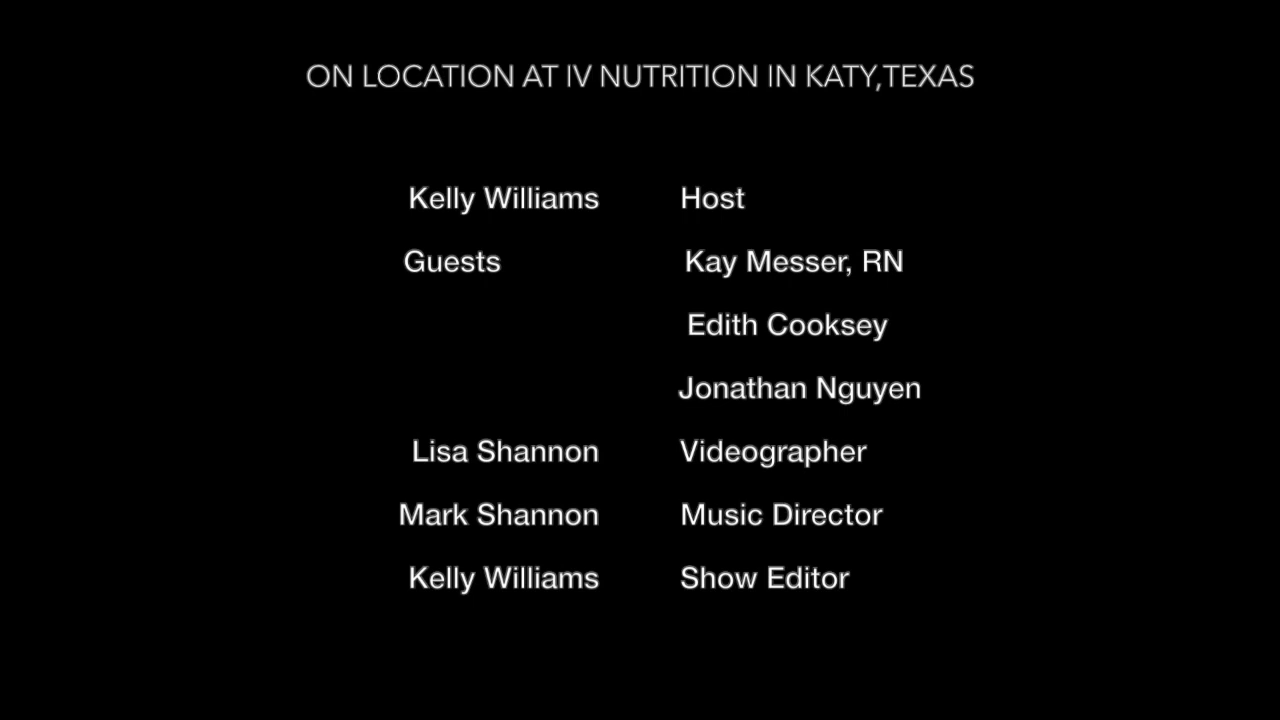 ON LOCATION AT IV NUTRITION IN KATY,TEXAS
Kelly Williams Host
Guests Kay Messer, RN
Edith Cooksey
Jonathan Nguyen
Lisa Shannon Videographer
Mark Shannon Music Director
Kelly Williams Show Editor